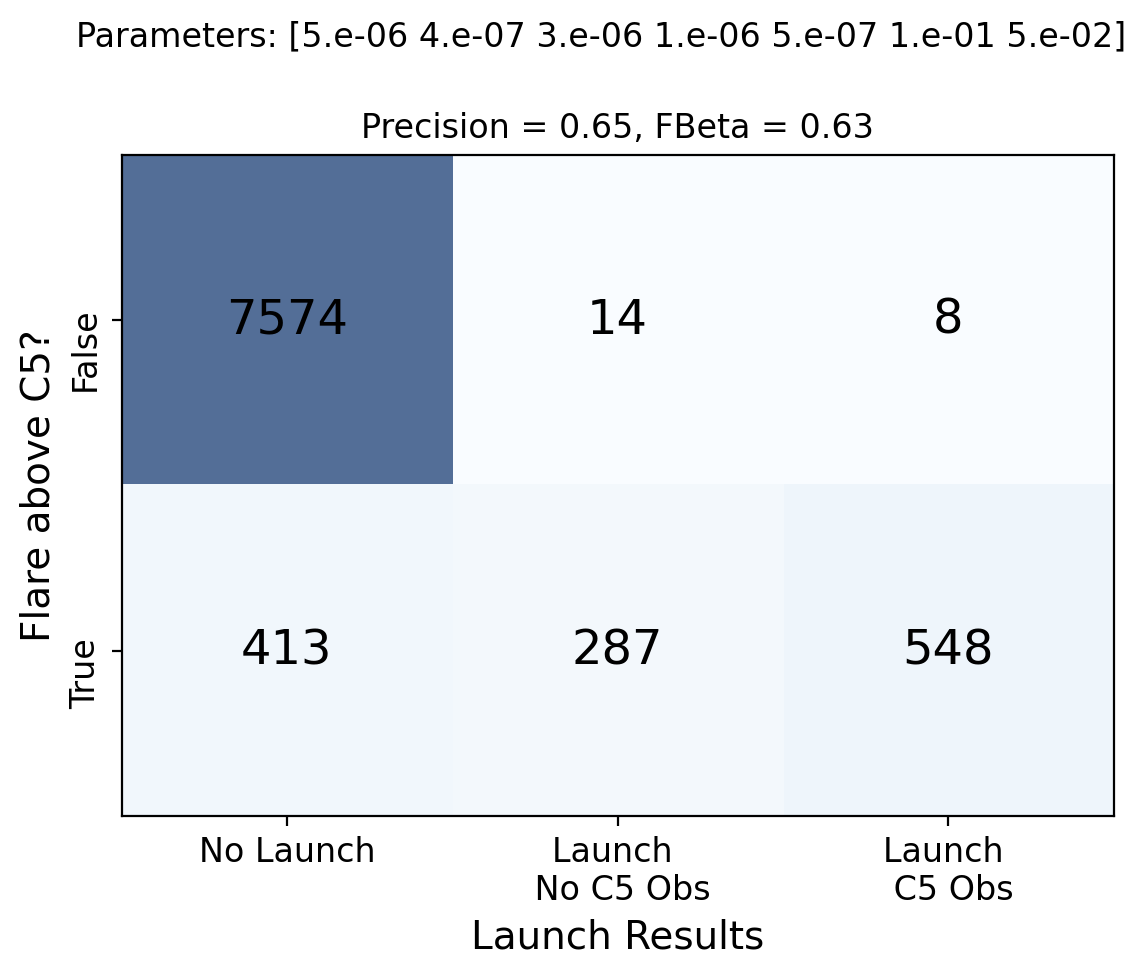 Parameters: [5.e-06 4.e-07 3.e-06 1.e-06 5.e-07 1.e-01 5.e-02]
Precision = 0.65, FBeta = 0.63
Flare above C5?
False
7574
14
8
True
413
287
548
No Launch
Launch
No C5 Obs
Launch
C5 Obs
Launch Results